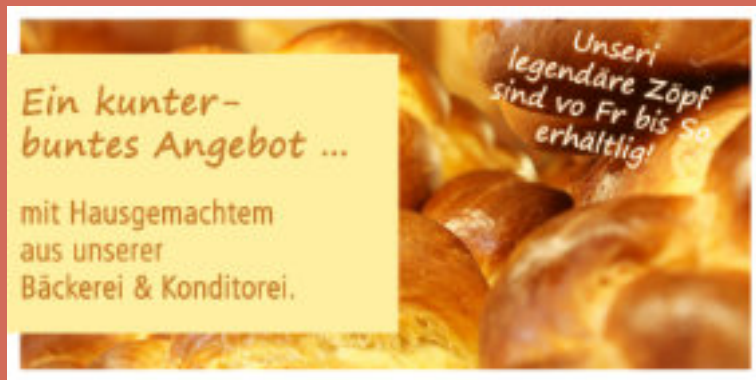 Ein kunter-
buntes Angebot ...
mit Hausgemachtem
aus unserer
Bäckerei & Konditorei.
Unseri
legendäre Zöpf
sind vo Fr bis So
erhältlig!